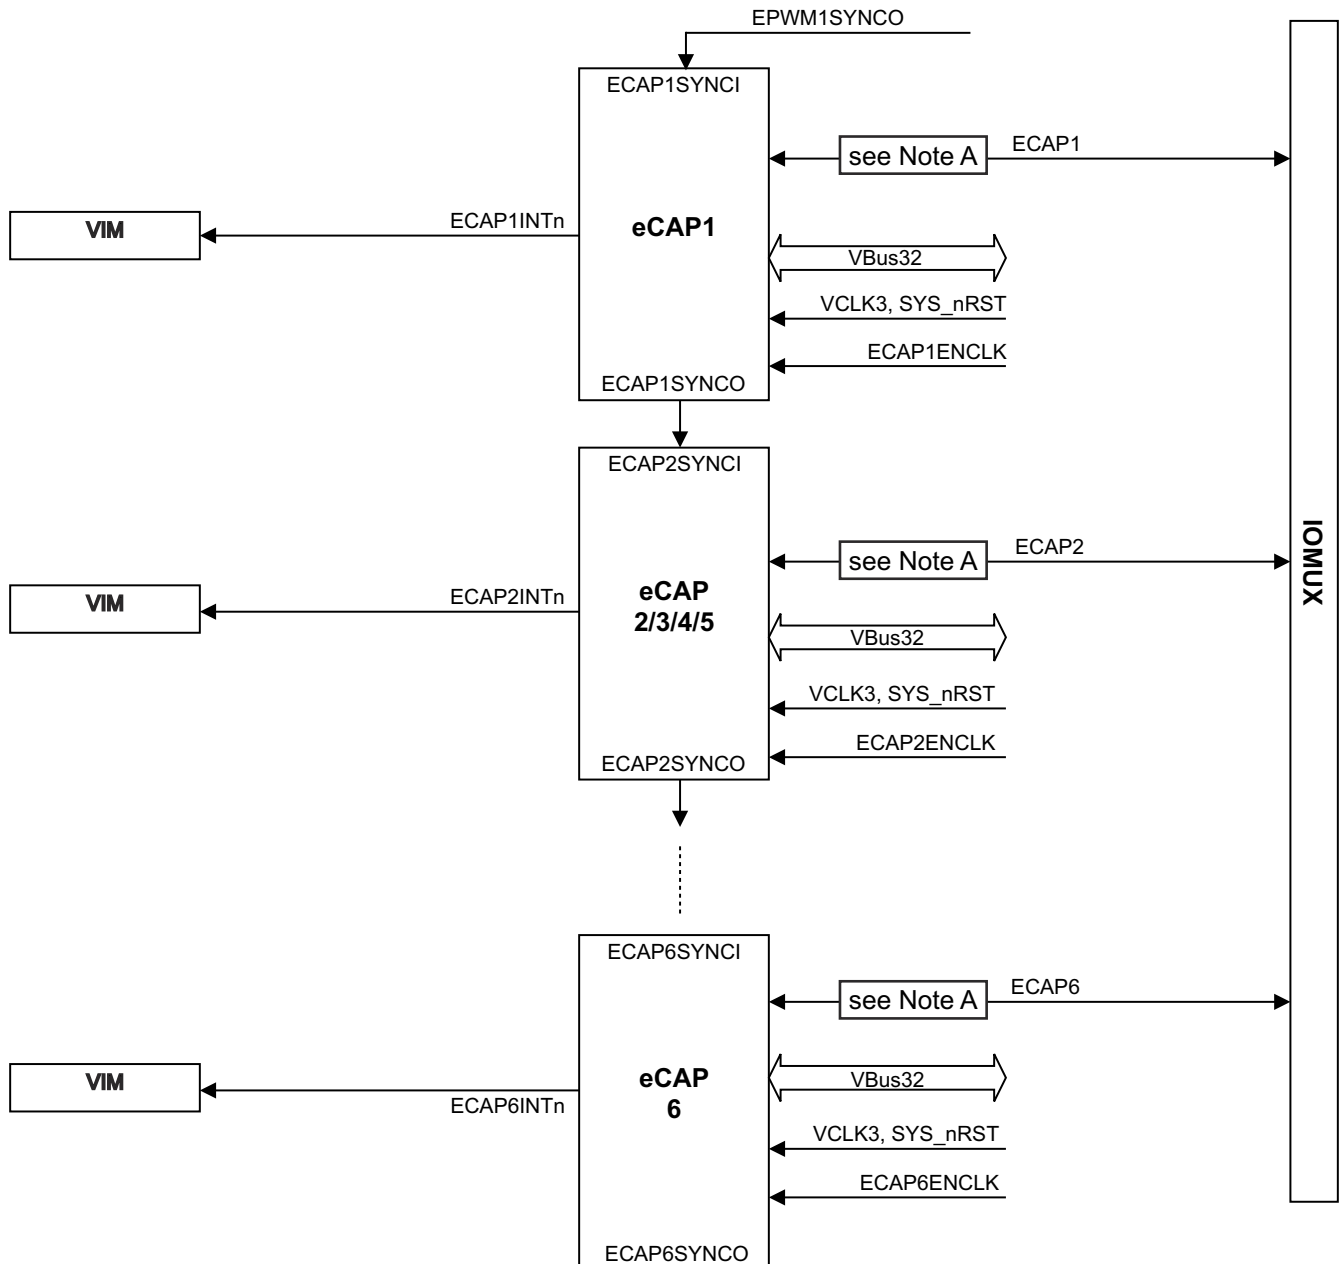 EPWM1SYNCO
ECAP1SYNCI
see Note A
ECAP1
VIM
ECAP1INTn
eCAP1
VBus32
VCLK3, SYS_nRST
ECAP1ENCLK
ECAP1SYNCO
ECAP2SYNCI
see Note A
ECAP2
IOMUX
VIM
ECAP2INTn
eCAP
2/3/4/5
VBus32
VCLK3, SYS_nRST
ECAP2ENCLK
ECAP2SYNCO
ECAP6SYNCI
see Note A
ECAP6
VIM
ECAP6INTn
eCAP
6
VBus32
VCLK3, SYS_nRST
ECAP6ENCLK
ECAP6SYNCO